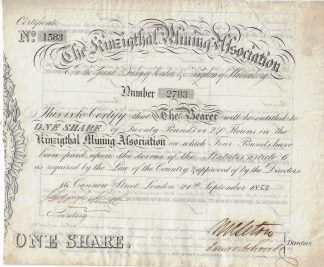 Certificate
No. 1583
The Kinzigthal Mining Association
In the Grand Duchy of Baden & Kingdom of Wurtemberg
Number 2783
This is to Certify that The Bearer will be entitled to
ONE SHARE of Twenty Pounds or 240 Florins in the
Kinzigthal Mining Association on which Four Pounds have
been paid upon the terms of the Statutes article 6
as required by the Law of the Country & approved of by the Directors
Cannon Street, London 21st September 1853
Secretary
Directors
ONE SHARE.